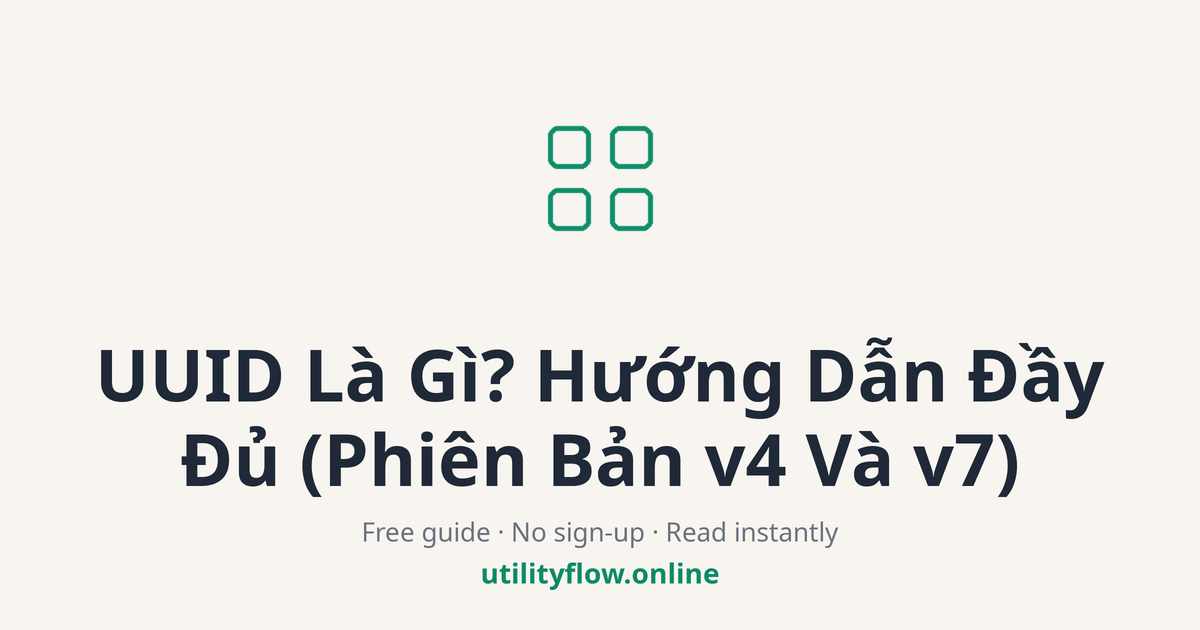 UUID Là Gì? Hướng Dẫn Đầy
Đủ (Phiên Bản v4 Và v7)
Free guide · No sign-up · Read instantly
utilityflow.online